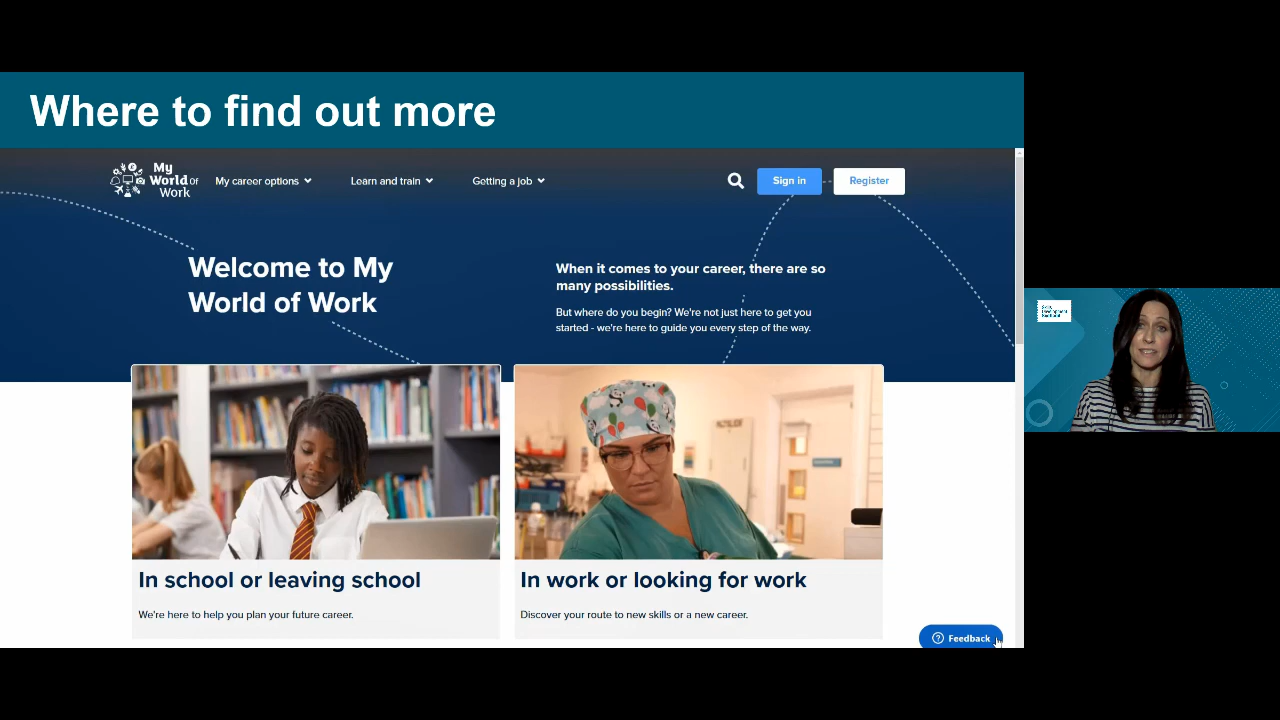 Where to find out more
My
World of
Work
My career options
Learn and train
Getting a job
Sign in
Register
Welcome to My
World of Work
When it comes to your career, there are so
many possibilities.
But where do you begin? We're not just here to get you
started - we're here to guide you every step of the way.
Skills
Development
Scotland
In school or leaving school
We're here to help you plan your future career.
In work or looking for work
Discover your route to new skills or a new career.
Feedback